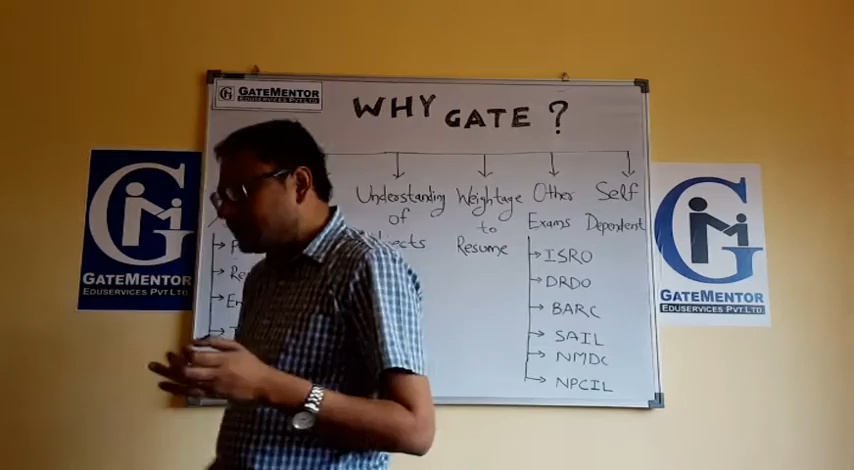 GATEMENTOR
EDUSERVICES PVT.LTD
WHY GATE ?
Understanding
of
Weightage
to
Resume
Other
Exams
ISRO
DRDO
BARC
SAIL
NMDC
NPCIL
Self
Dependent
GATEMENTOR
EDUSERVICES PVT.LTD
GATEMENTOR
EDUSERVICES PVT.LTD